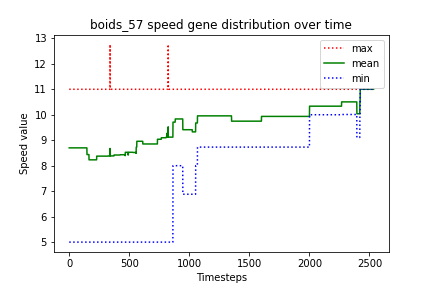 boids_57 speed gene distribution over time
13
12
11
10
9
8
7
6
5
Speed value
max
mean
min
0 500 1000 1500 2000 2500
Timesteps